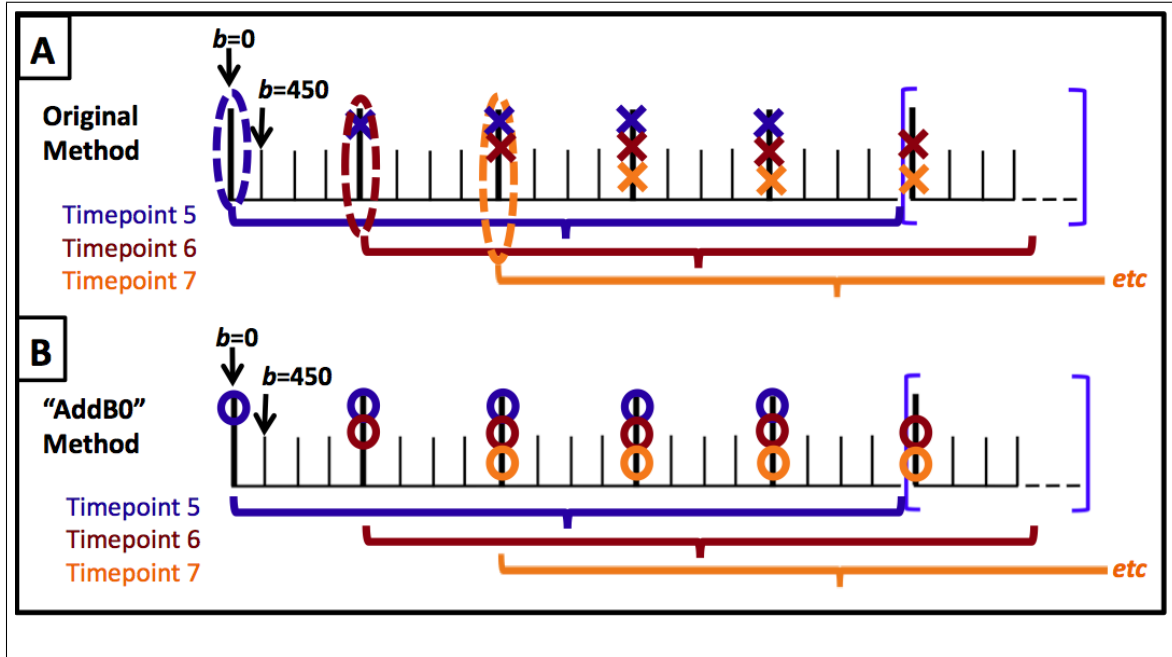 A
b=0
b=450
Original
Method
Timepoint 5
Timepoint 6
Timepoint 7
etc
B
b=0
b=450
“AddB0”
Method
Timepoint 5
Timepoint 6
Timepoint 7
etc